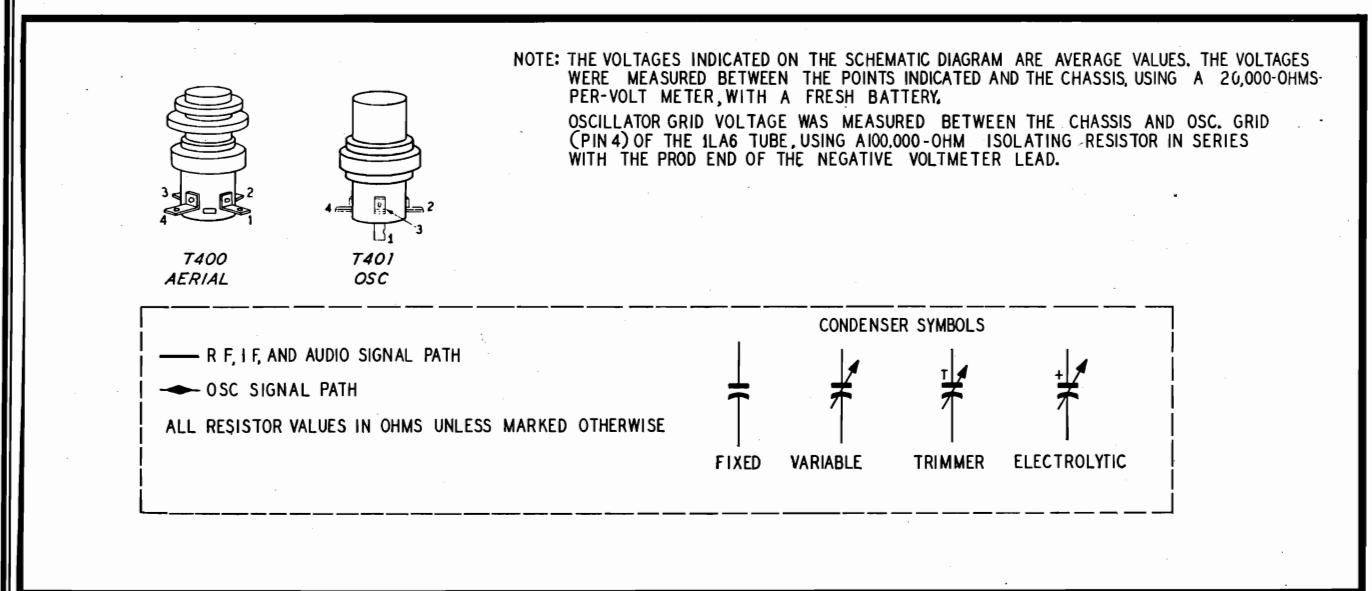 NOTE: THE VOLTAGES INDICATED ON THE SCHEMATIC DIAGRAM ARE AVERAGE VALUES. THE VOLTAGES
WERE MEASURED BETWEEN THE POINTS INDICATED AND THE CHASSIS, USING A 20,000-OHMS-
PER-VOLT METER, WITH A FRESH BATTERY.
OSCILLATOR GRID VOLTAGE WAS MEASURED BETWEEN THE CHASSIS AND OSC. GRID
(PIN 4) OF THE 1LA6 TUBE, USING A100,000-OHM ISOLATING RESISTOR IN SERIES
WITH THE PROD END OF THE NEGATIVE VOLTMETER LEAD.
3 2
4 1
4 2
3
1
T400
AERIAL
T401
OSC
CONDENSER SYMBOLS
R F, I F, AND AUDIO SIGNAL PATH
OSC SIGNAL PATH
ALL RESISTOR VALUES IN OHMS UNLESS MARKED OTHERWISE
T
+
FIXED VARIABLE TRIMMER ELECTROLYTIC